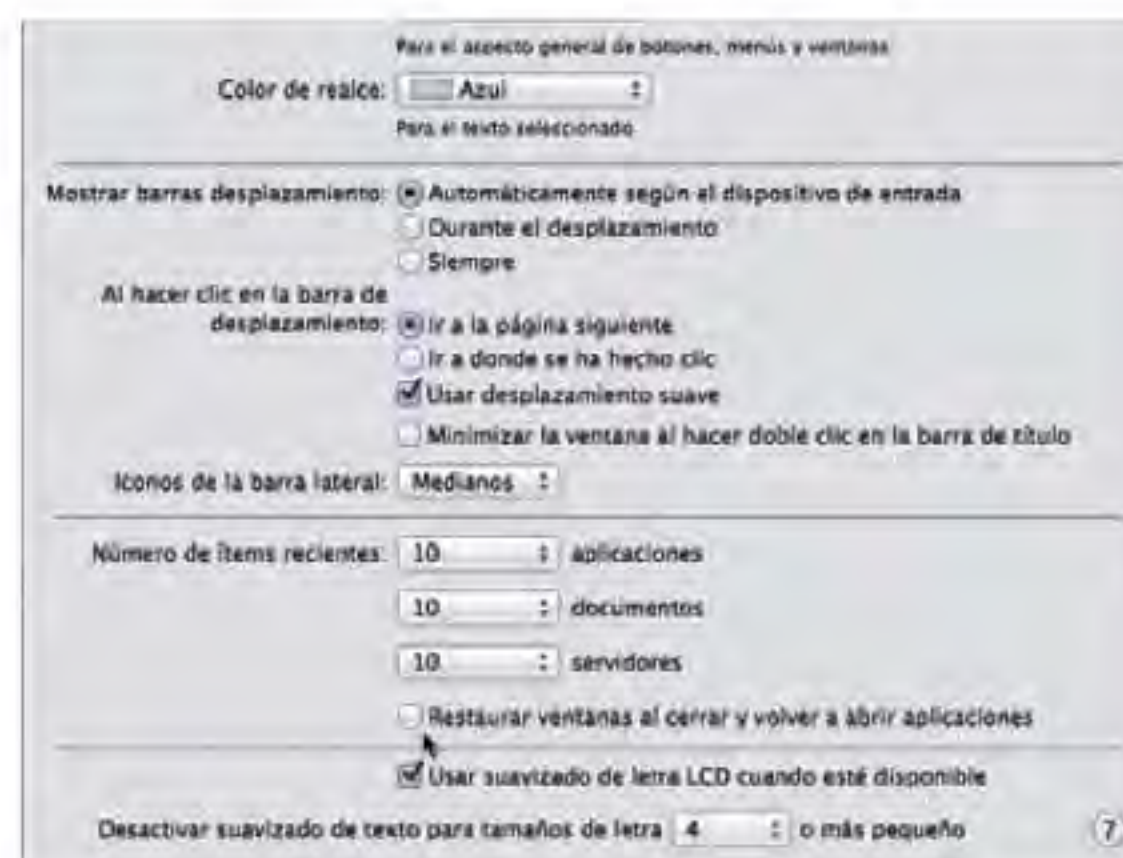 Para el aspecto general de botones, menús y ventanas
Color de realce: Azul
Para el texto seleccionado
Mostrar barras desplazamiento: Automáticamente según el dispositivo de entrada
Durante el desplazamiento
Siempre
Al hacer clic en la barra de
desplazamiento: Ir a la página siguiente
Ir a donde se ha hecho clic
Usar desplazamiento suave
Minimizar la ventana al hacer doble clic en la barra de título
Iconos de la barra lateral: Medianos
Número de ítems recientes: 10 aplicaciones
10 documentos
10 servidores
Restaurar ventanas al cerrar y volver a abrir aplicaciones
Usar suavizado de letra LCD cuando esté disponible
Desactivar suavizado de texto para tamaños de letra 4 o más pequeño ?